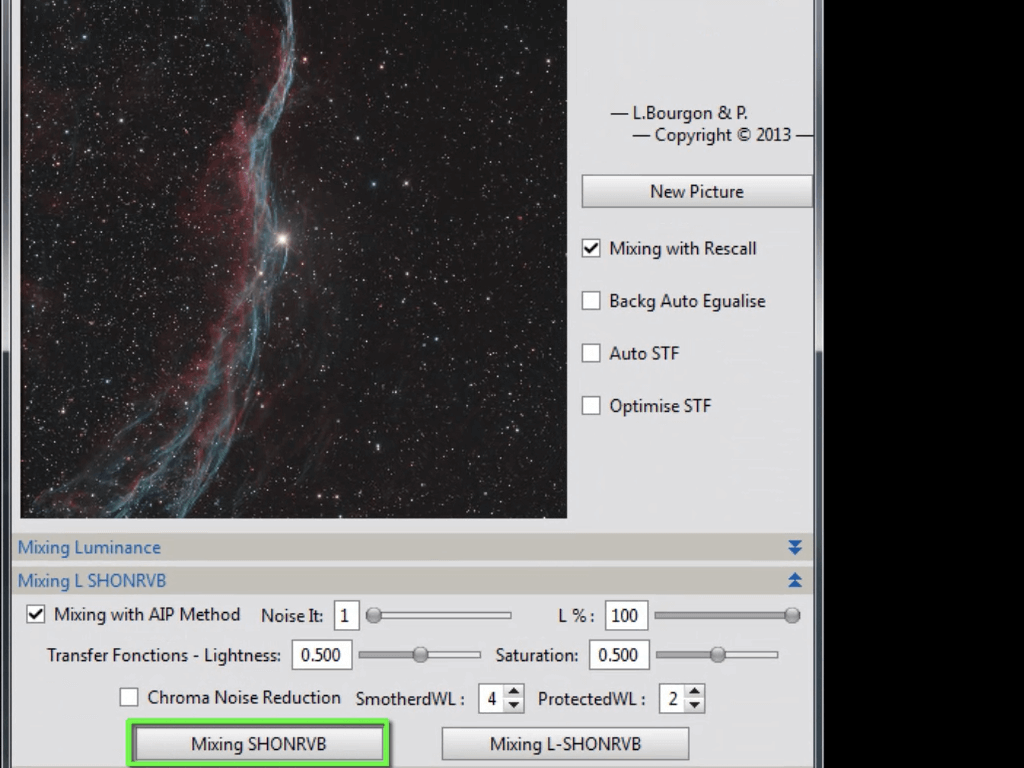 — L.Bourgon & P.
— Copyright © 2013 —
New Picture
Mixing with Rescall
Backg Auto Egualise
Auto STF
Optimise STF
Mixing Luminance
Mixing L SHONRVB
Mixing with AIP Method Noise It: 1 L % : 100
Transfer Fonctions - Lightness: 0.500 Saturation: 0.500
Chroma Noise Reduction SmotherdWL : 4 ProtectedWL : 2
Mixing SHONRVB Mixing L-SHONRVB